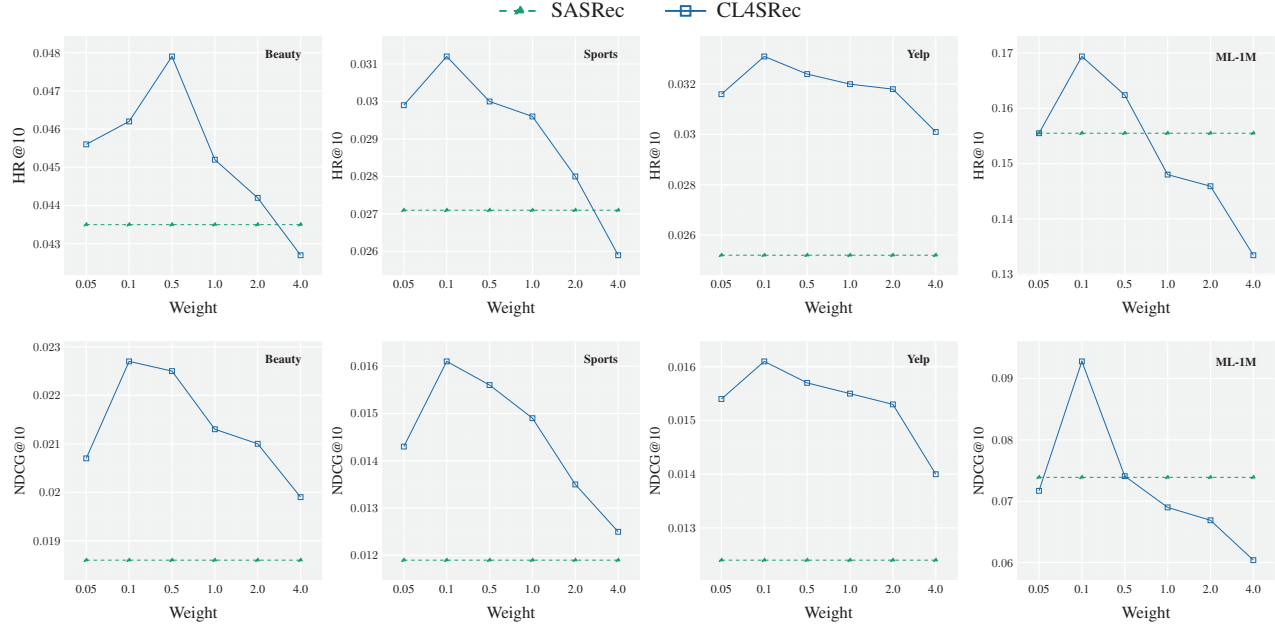 SASRec CL4SRec
Beauty
HR@10
0.048
0.047
0.046
0.045
0.044
0.043
0.05 0.1 0.5 1.0 2.0 4.0
Weight
Sports
HR@10
0.031
0.03
0.029
0.028
0.027
0.026
0.05 0.1 0.5 1.0 2.0 4.0
Weight
Yelp
HR@10
0.032
0.03
0.028
0.026
0.05 0.1 0.5 1.0 2.0 4.0
Weight
ML-1M
HR@10
0.17
0.16
0.15
0.14
0.13
0.05 0.1 0.5 1.0 2.0 4.0
Weight
Beauty
NDCG@10
0.023
0.022
0.021
0.02
0.019
0.05 0.1 0.5 1.0 2.0 4.0
Weight
Sports
NDCG@10
0.016
0.015
0.014
0.013
0.012
0.05 0.1 0.5 1.0 2.0 4.0
Weight
Yelp
NDCG@10
0.016
0.015
0.014
0.013
0.05 0.1 0.5 1.0 2.0 4.0
Weight
ML-1M
NDCG@10
0.09
0.08
0.07
0.06
0.05 0.1 0.5 1.0 2.0 4.0
Weight